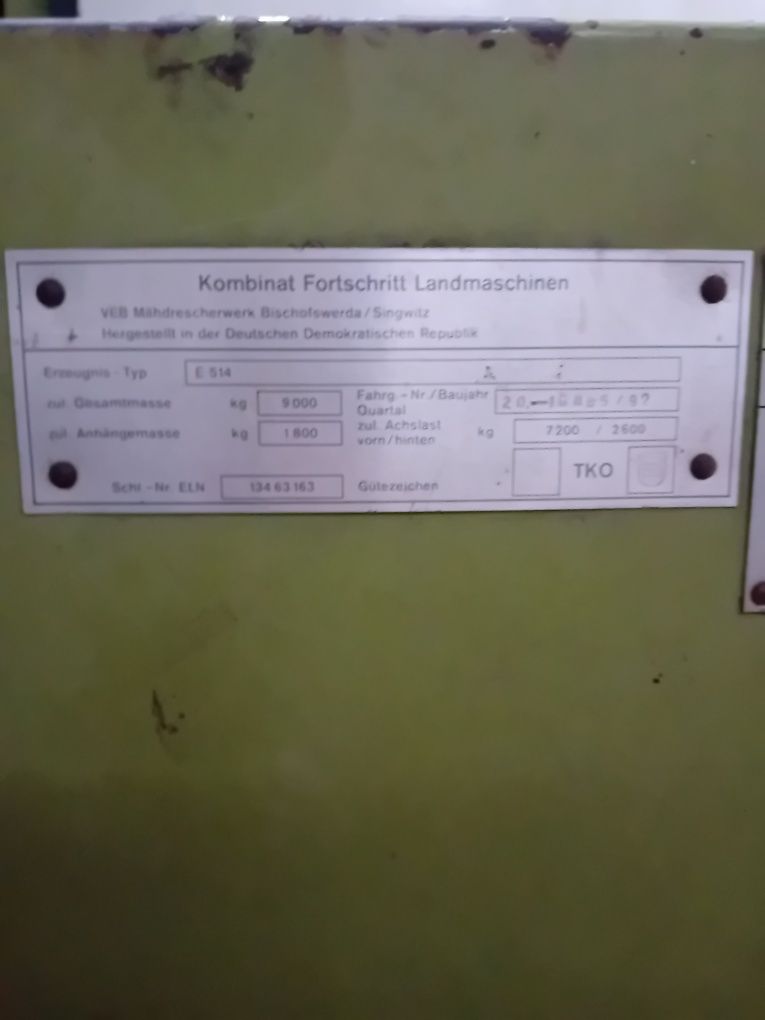 Kombinat Fortschritt Landmaschinen
VEB Mähdrescherwerk Bischofswerda/Singwitz
Hergestellt in der Deutschen Demokratischen Republik
Erzeugnis-Typ E 514
zul. Gesamtmasse kg 9000
Fahrg.-Nr./Baujahr
Quartal
zul. Anhängemasse kg 1800
zul. Achslast
vorn/hinten kg 7200 / 2600
Schl.-Nr. ELN 134 63 163
Gütezeichen TKO